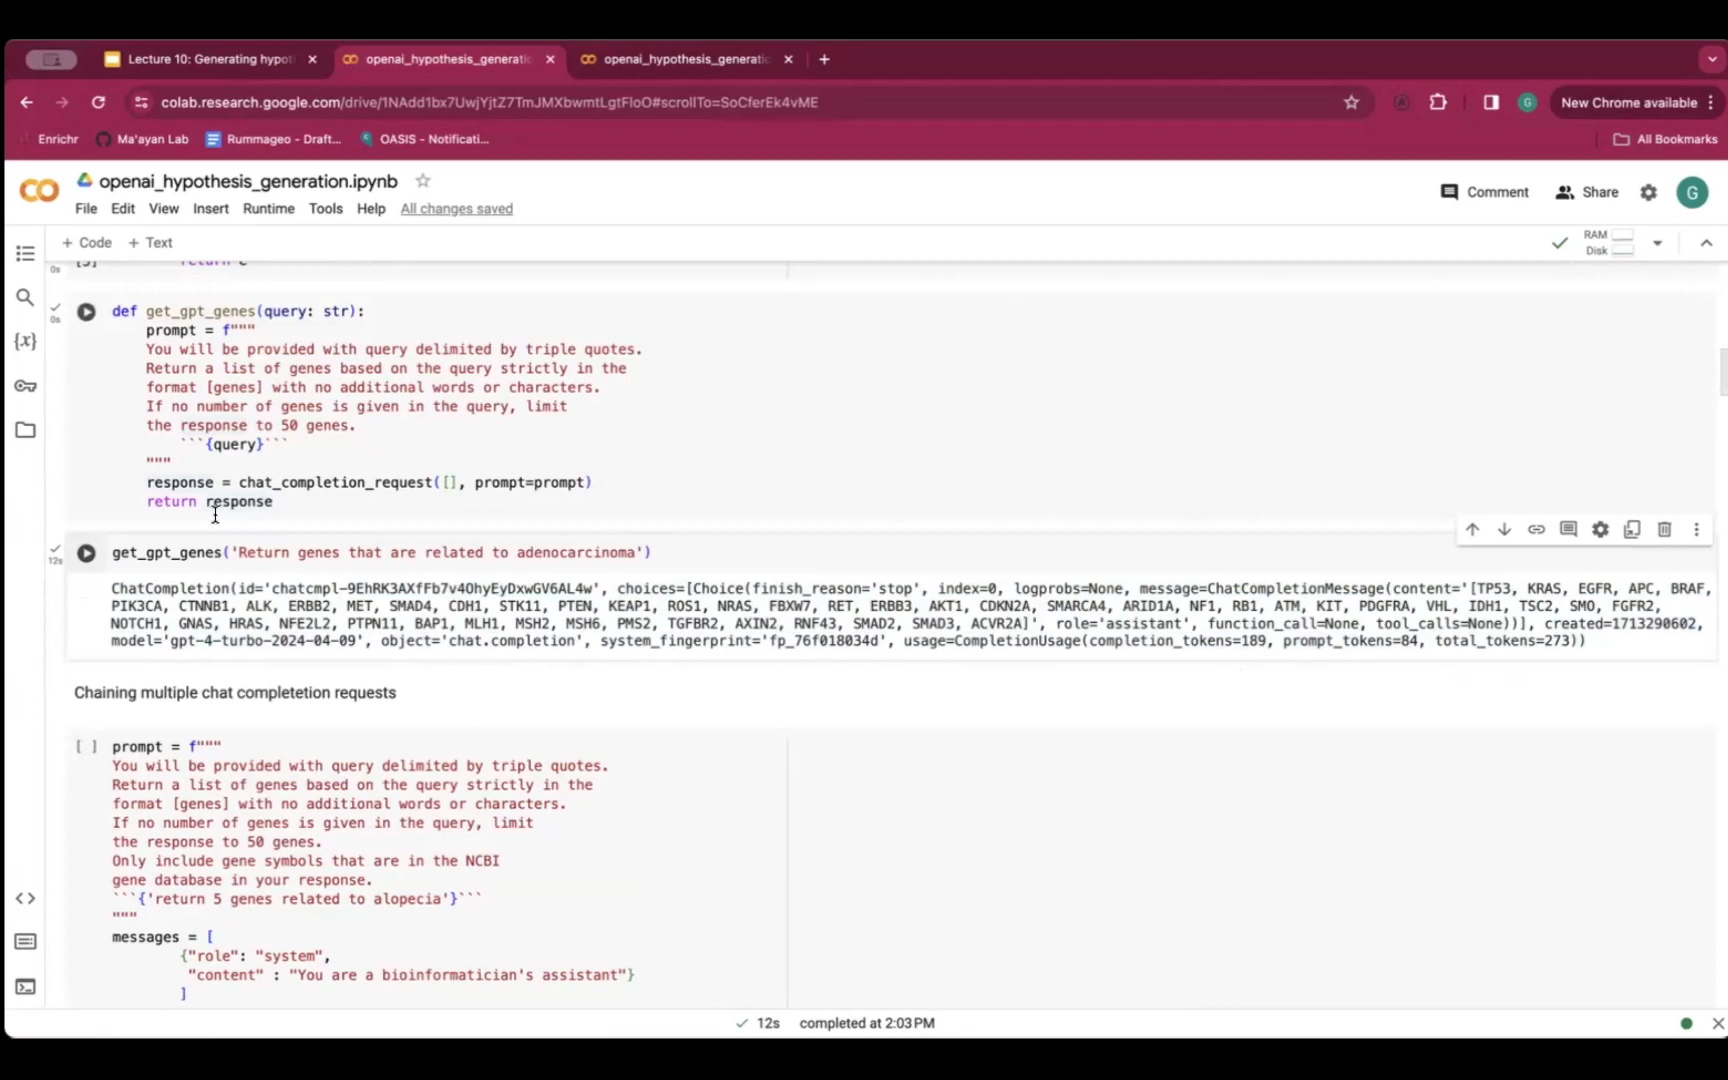 Lecture 10: Generating hypot
openai_hypothesis_generatio
openai_hypothesis_generatio
colab.research.google.com/drive/1NAdd1bx7UwjYjtZ7TmJMXbwmtLgtFloO#scrollTo=SoCferEk4vME
New Chrome available
Enrichr
Ma'ayan Lab
Rummageo - Draft...
OASIS - Notificati...
All Bookmarks
openai_hypothesis_generation.ipynb
Comment
Share
G
File Edit View Insert Runtime Tools Help All changes saved
+ Code + Text
RAM
Disk
0s
[5] return c
0s
def get_gpt_genes(query: str):
prompt = f"""
You will be provided with query delimited by triple quotes.
Return a list of genes based on the query strictly in the
format [genes] with no additional words or characters.
If no number of genes is given in the query, limit
the response to 50 genes.
```{query}```
"""
response = chat_completion_request([], prompt=prompt)
return response
12s
get_gpt_genes('Return genes that are related to adenocarcinoma')
ChatCompletion(id='chatcmpl-9EhRK3AXfFb7v4OhyEyDxwGV6AL4w', choices=[Choice(finish_reason='stop', index=0, logprobs=None, message=ChatCompletionMessage(content='[TP53, KRAS, EGFR, APC, BRAF,
PIK3CA, CTNNB1, ALK, ERBB2, MET, SMAD4, CDH1, STK11, PTEN, KEAP1, ROS1, NRAS, FBXW7, RET, ERBB3, AKT1, CDKN2A, SMARCA4, ARID1A, NF1, RB1, ATM, KIT, PDGFRA, VHL, IDH1, TSC2, SMO, FGFR2,
NOTCH1, GNAS, HRAS, NFE2L2, PTPN11, BAP1, MLH1, MSH2, MSH6, PMS2, TGFBR2, AXIN2, RNF43, SMAD2, SMAD3, ACVR2A]', role='assistant', function_call=None, tool_calls=None))], created=1713290602,
model='gpt-4-turbo-2024-04-09', object='chat.completion', system_fingerprint='fp_76f018034d', usage=CompletionUsage(completion_tokens=189, prompt_tokens=84, total_tokens=273))
Chaining multiple chat completetion requests
[ ] prompt = f"""
You will be provided with query delimited by triple quotes.
Return a list of genes based on the query strictly in the
format [genes] with no additional words or characters.
If no number of genes is given in the query, limit
the response to 50 genes.
Only include gene symbols that are in the NCBI
gene database in your response.
```{'return 5 genes related to alopecia'}```
"""
messages = [
{"role": "system",
"content" : "You are a bioinformatician's assistant"}
]
12s completed at 2:03 PM